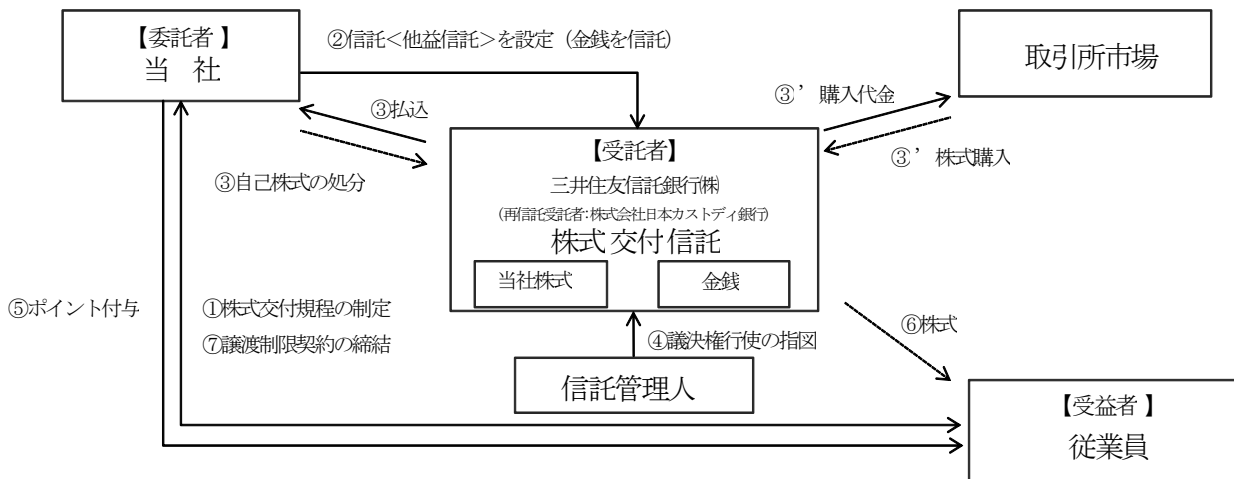 【委託者】
当 社
②信託<他益信託>を設定（金銭を信託）
取引所市場
③払込
③’購入代金
③’株式購入
③自己株式の処分
【受託者】
三井住友信託銀行㈱
(再信託受託者:株式会社日本カストディ銀行)
株式交付信託
当社株式
金銭
⑤ポイント付与
①株式交付規程の制定
⑦譲渡制限契約の締結
④議決権行使の指図
⑥株式
信託管理人
【受益者】
従業員